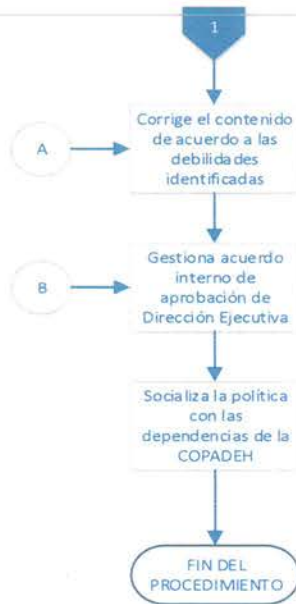 1
A
Corrige el contenido
de acuerdo a las
debilidades
identificadas
B
Gestiona acuerdo
interno de
aprobación de
Dirección Ejecutiva
Socializa la política
con las
dependencias de la
COPADEH
FIN DEL
PROCEDIMIENTO